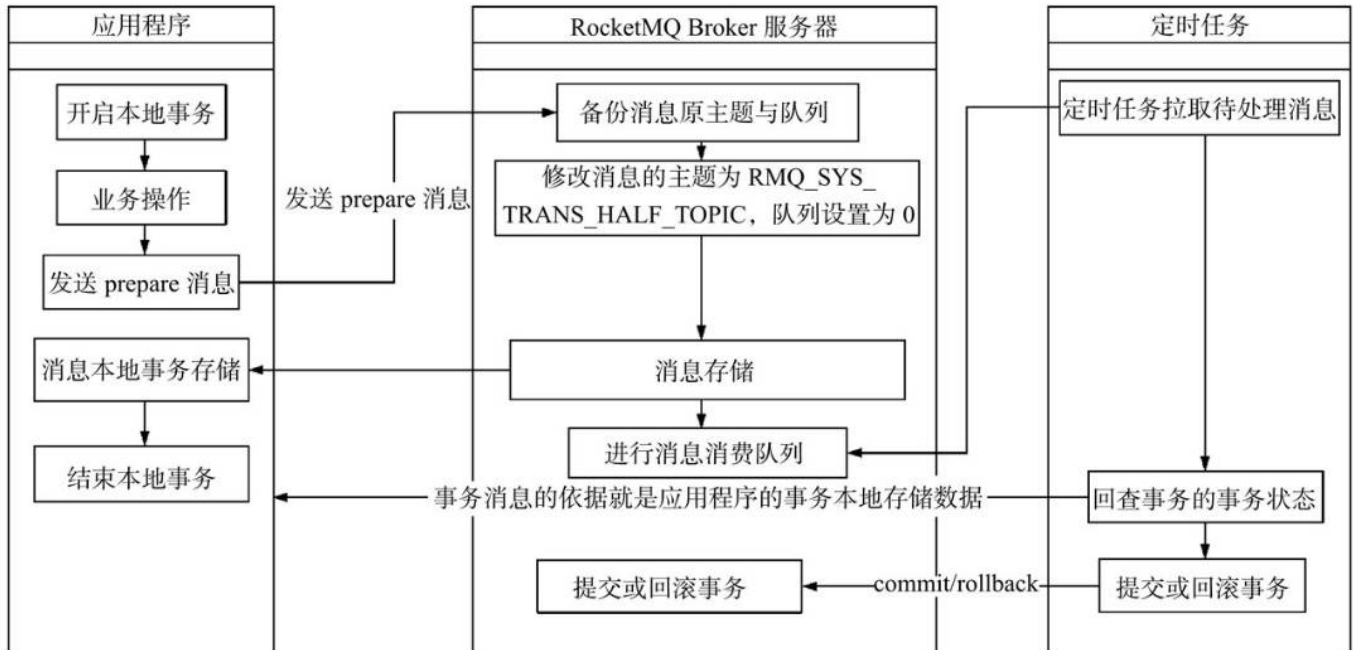 应用程序
开启本地事务
业务操作
发送 prepare 消息
消息本地事务存储
结束本地事务
发送 prepare 消息
RocketMQ Broker 服务器
备份消息原主题与队列
修改消息的主题为 RMQ_SYS_
TRANS_HALF_TOPIC，队列设置为 0
消息存储
进行消息消费队列
事务消息的依据就是应用程序的事务本地存储数据
提交或回滚事务
commit/rollback
定时任务
定时任务拉取待处理消息
回查事务的事务状态
提交或回滚事务